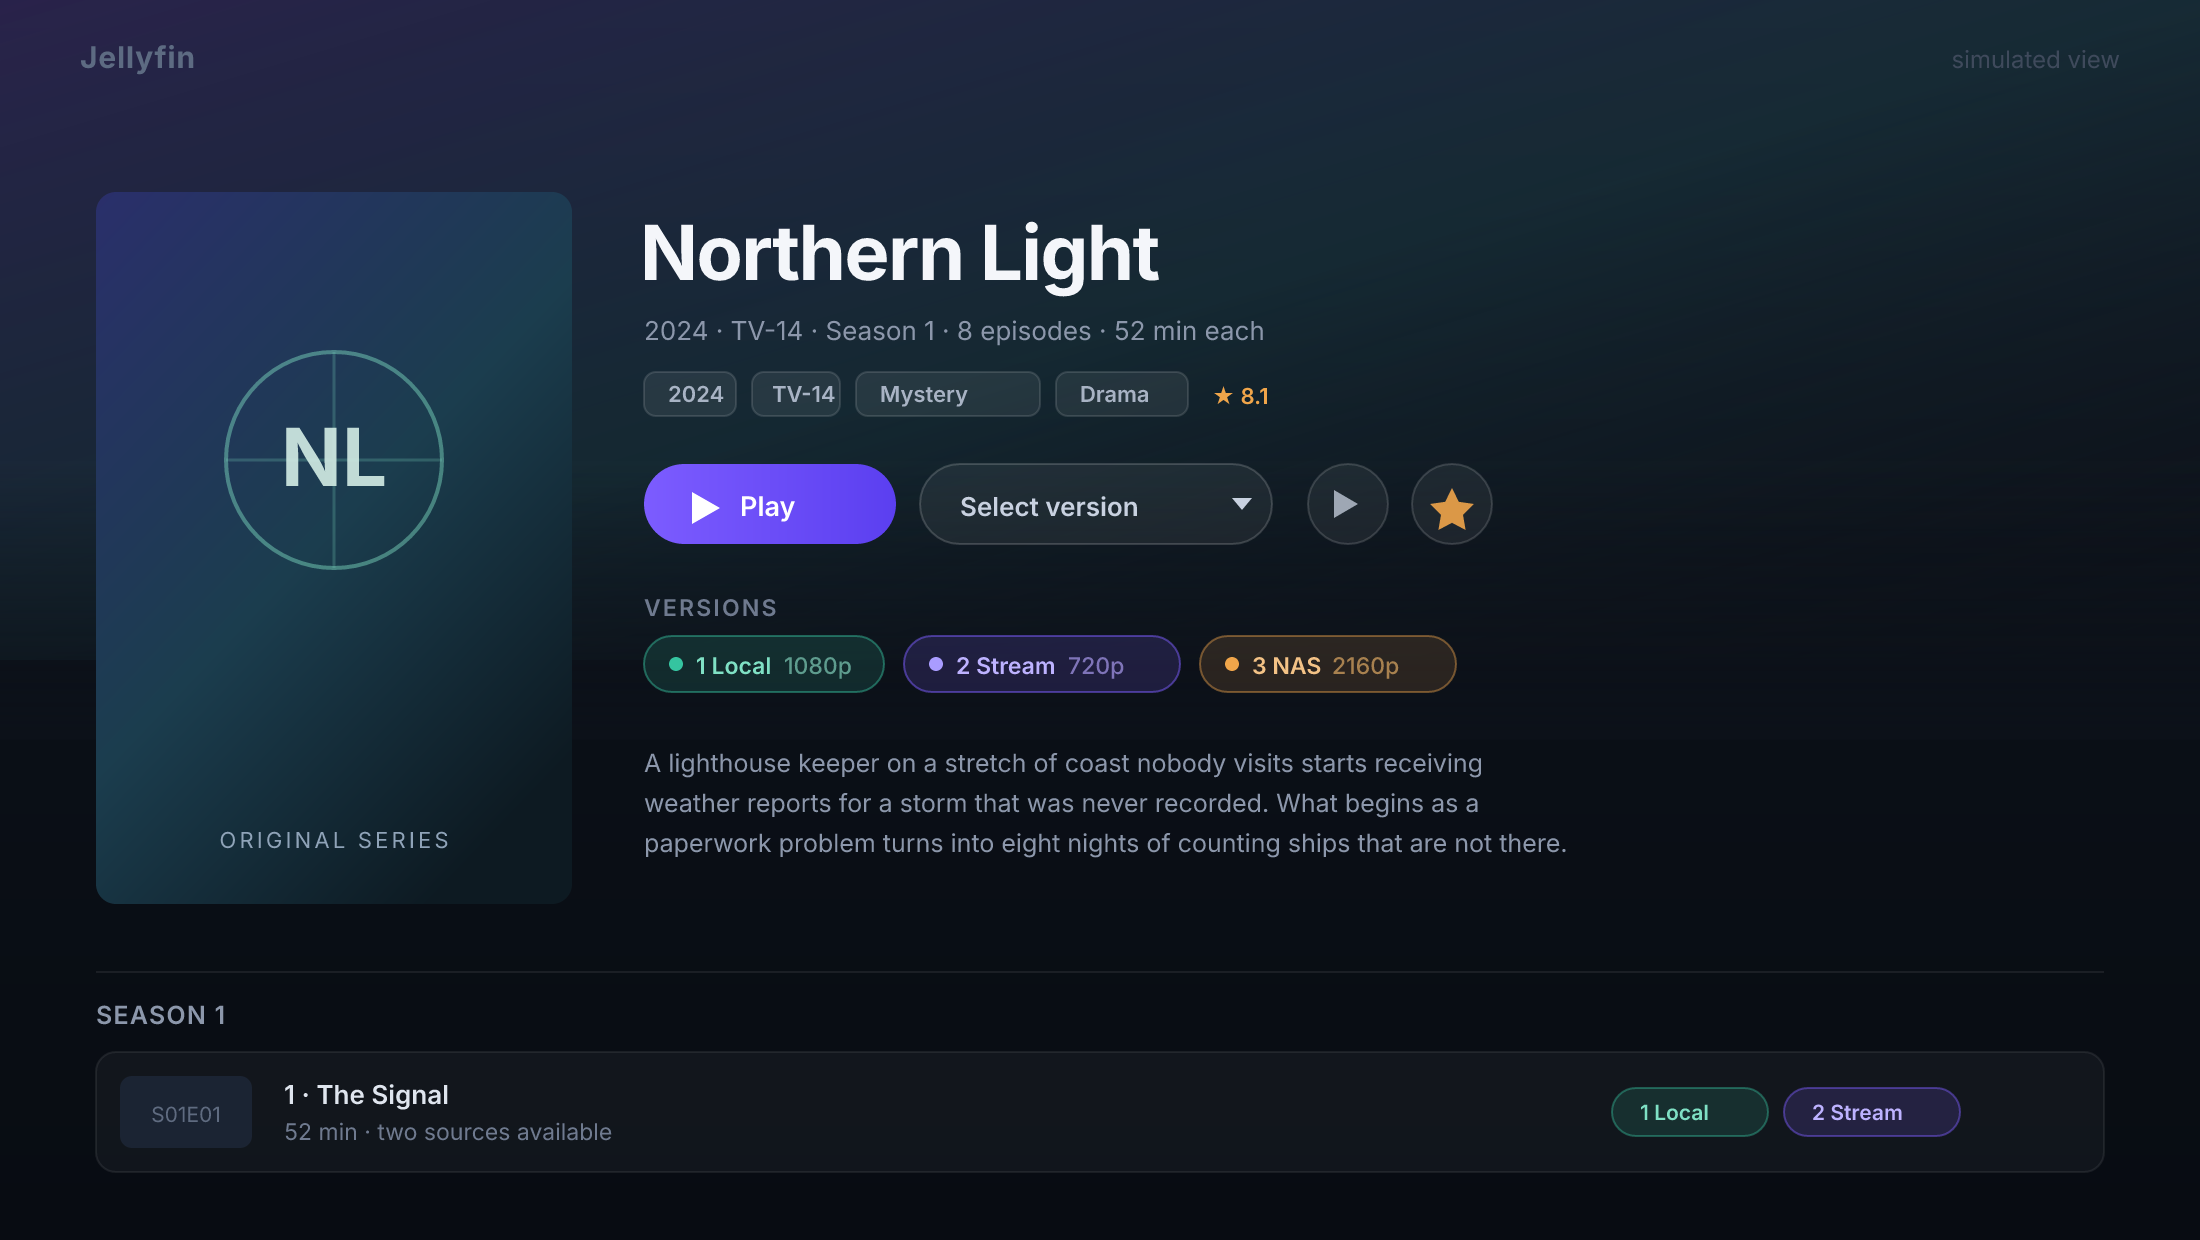 Jellyfin
simulated view
NL
ORIGINAL SERIES
Northern Light
2024 · TV-14 · Season 1 · 8 episodes · 52 min each
2024 TV-14 Mystery Drama ★ 8.1
Play Select version
VERSIONS
1 Local 1080p 2 Stream 720p 3 NAS 2160p
A lighthouse keeper on a stretch of coast nobody visits starts receiving
weather reports for a storm that was never recorded. What begins as a
paperwork problem turns into eight nights of counting ships that are not there.
SEASON 1
S01E01
1 · The Signal
52 min · two sources available
1 Local 2 Stream